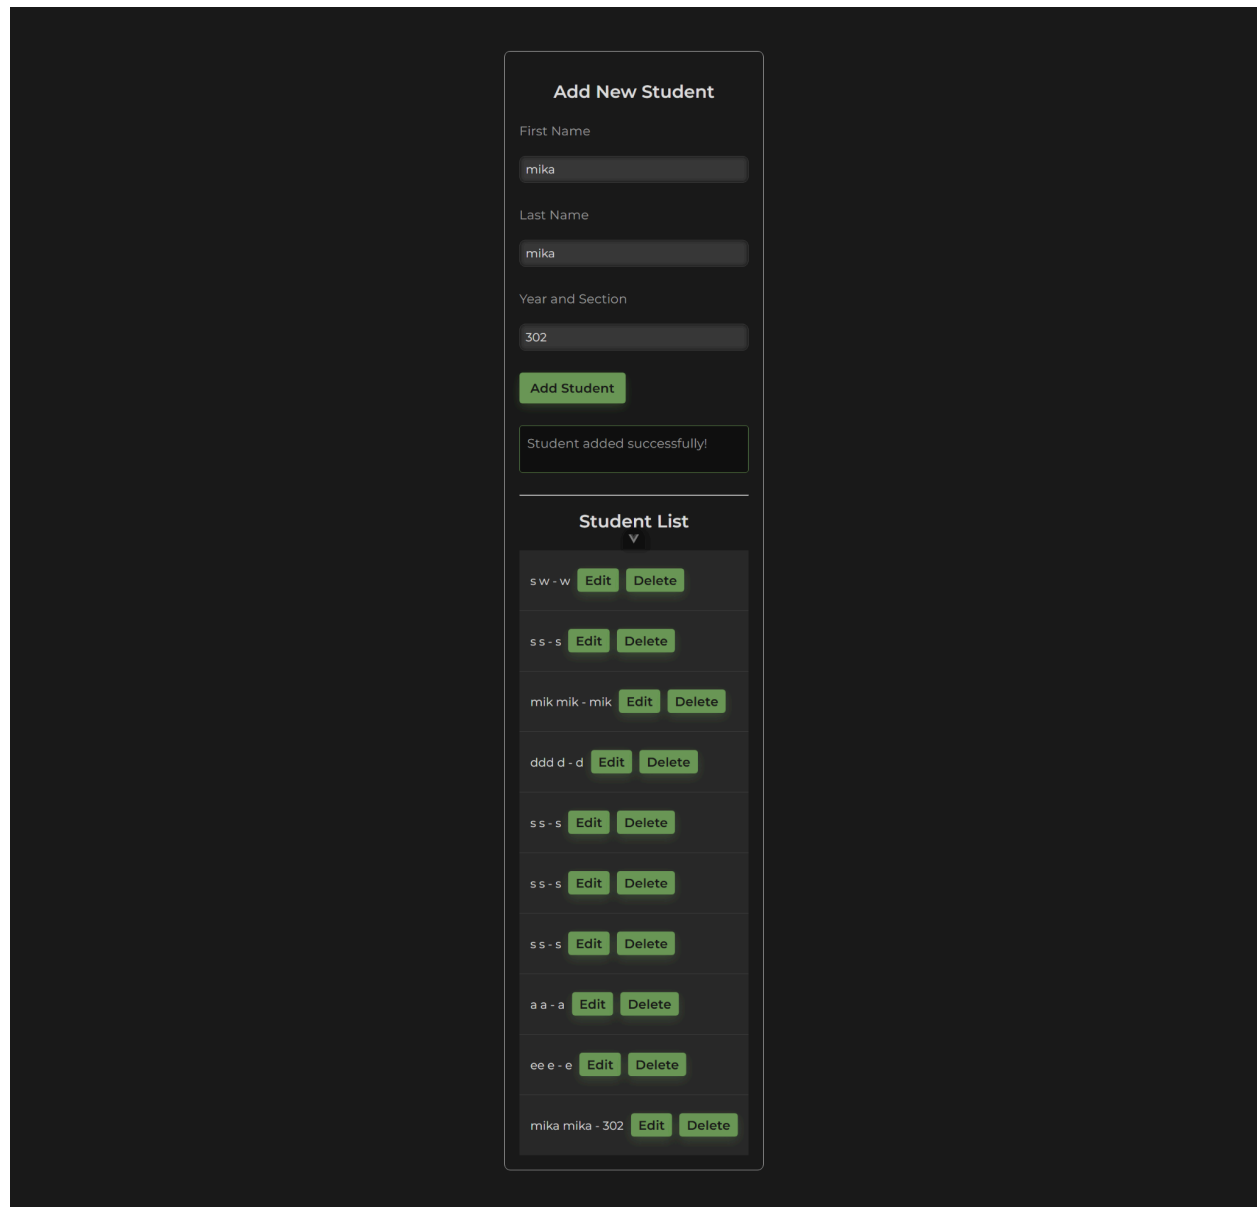 Add New Student
First Name
mika
Last Name
mika
Year and Section
302
Add Student
Student added successfully!
Student List
s w - w Edit Delete
s s - s Edit Delete
mik mik - mik Edit Delete
ddd d - d Edit Delete
s s - s Edit Delete
s s - s Edit Delete
s s - s Edit Delete
a a - a Edit Delete
ee e - e Edit Delete
mika mika - 302 Edit Delete